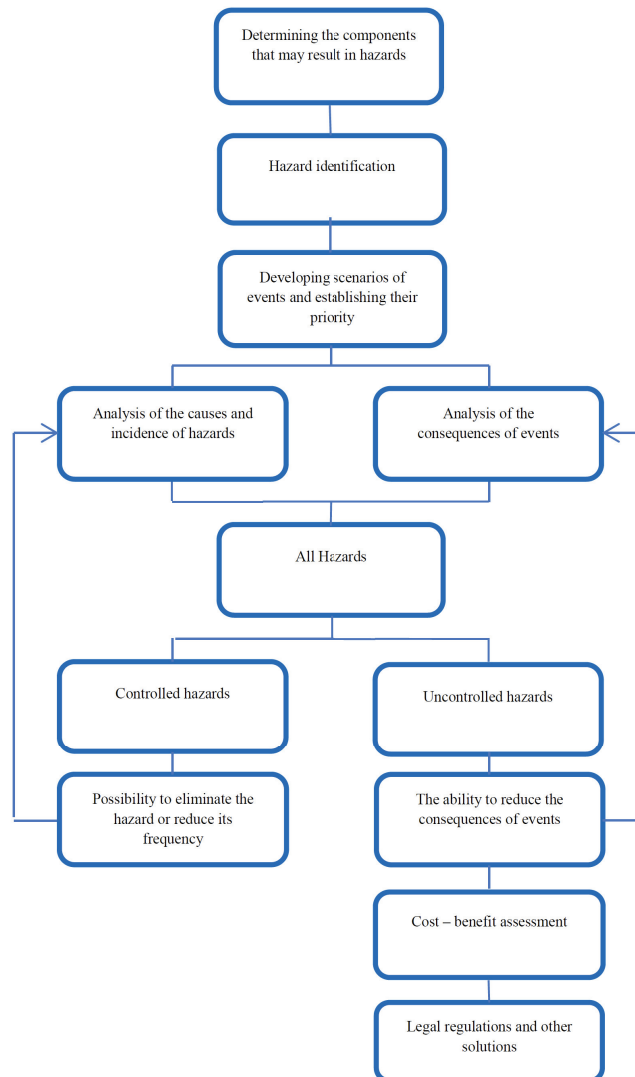 Determining the components
that may result in hazards
Hazard identification
Developing scenarios of
events and establishing their
priority
Analysis of the causes and
incidence of hazards
Analysis of the
consequences of events
All Hazards
Controlled hazards
Uncontrolled hazards
Possibility to eliminate the
hazard or reduce its
frequency
The ability to reduce the
consequences of events
Cost – benefit assessment
Legal regulations and other
solutions